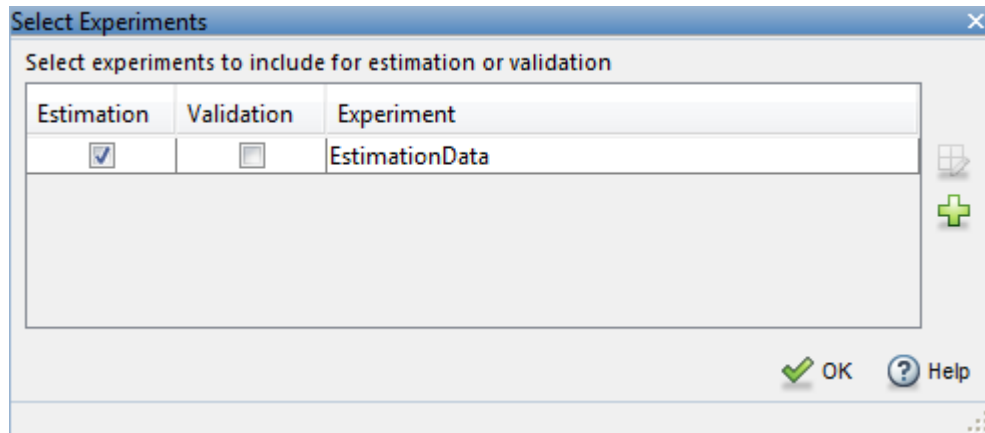 Select Experiments
Select experiments to include for estimation or validation
Estimation Validation Experiment
EstimationData
OK Help